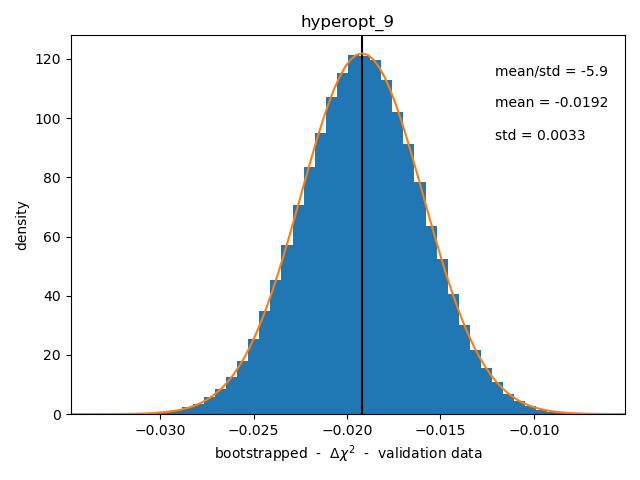 hyperopt_9
120
100
80
60
40
20
0
density
mean/std = -5.9
mean = -0.0192
std = 0.0033
−0.030 −0.025 −0.020 −0.015 −0.010
bootstrapped - Δχ² - validation data